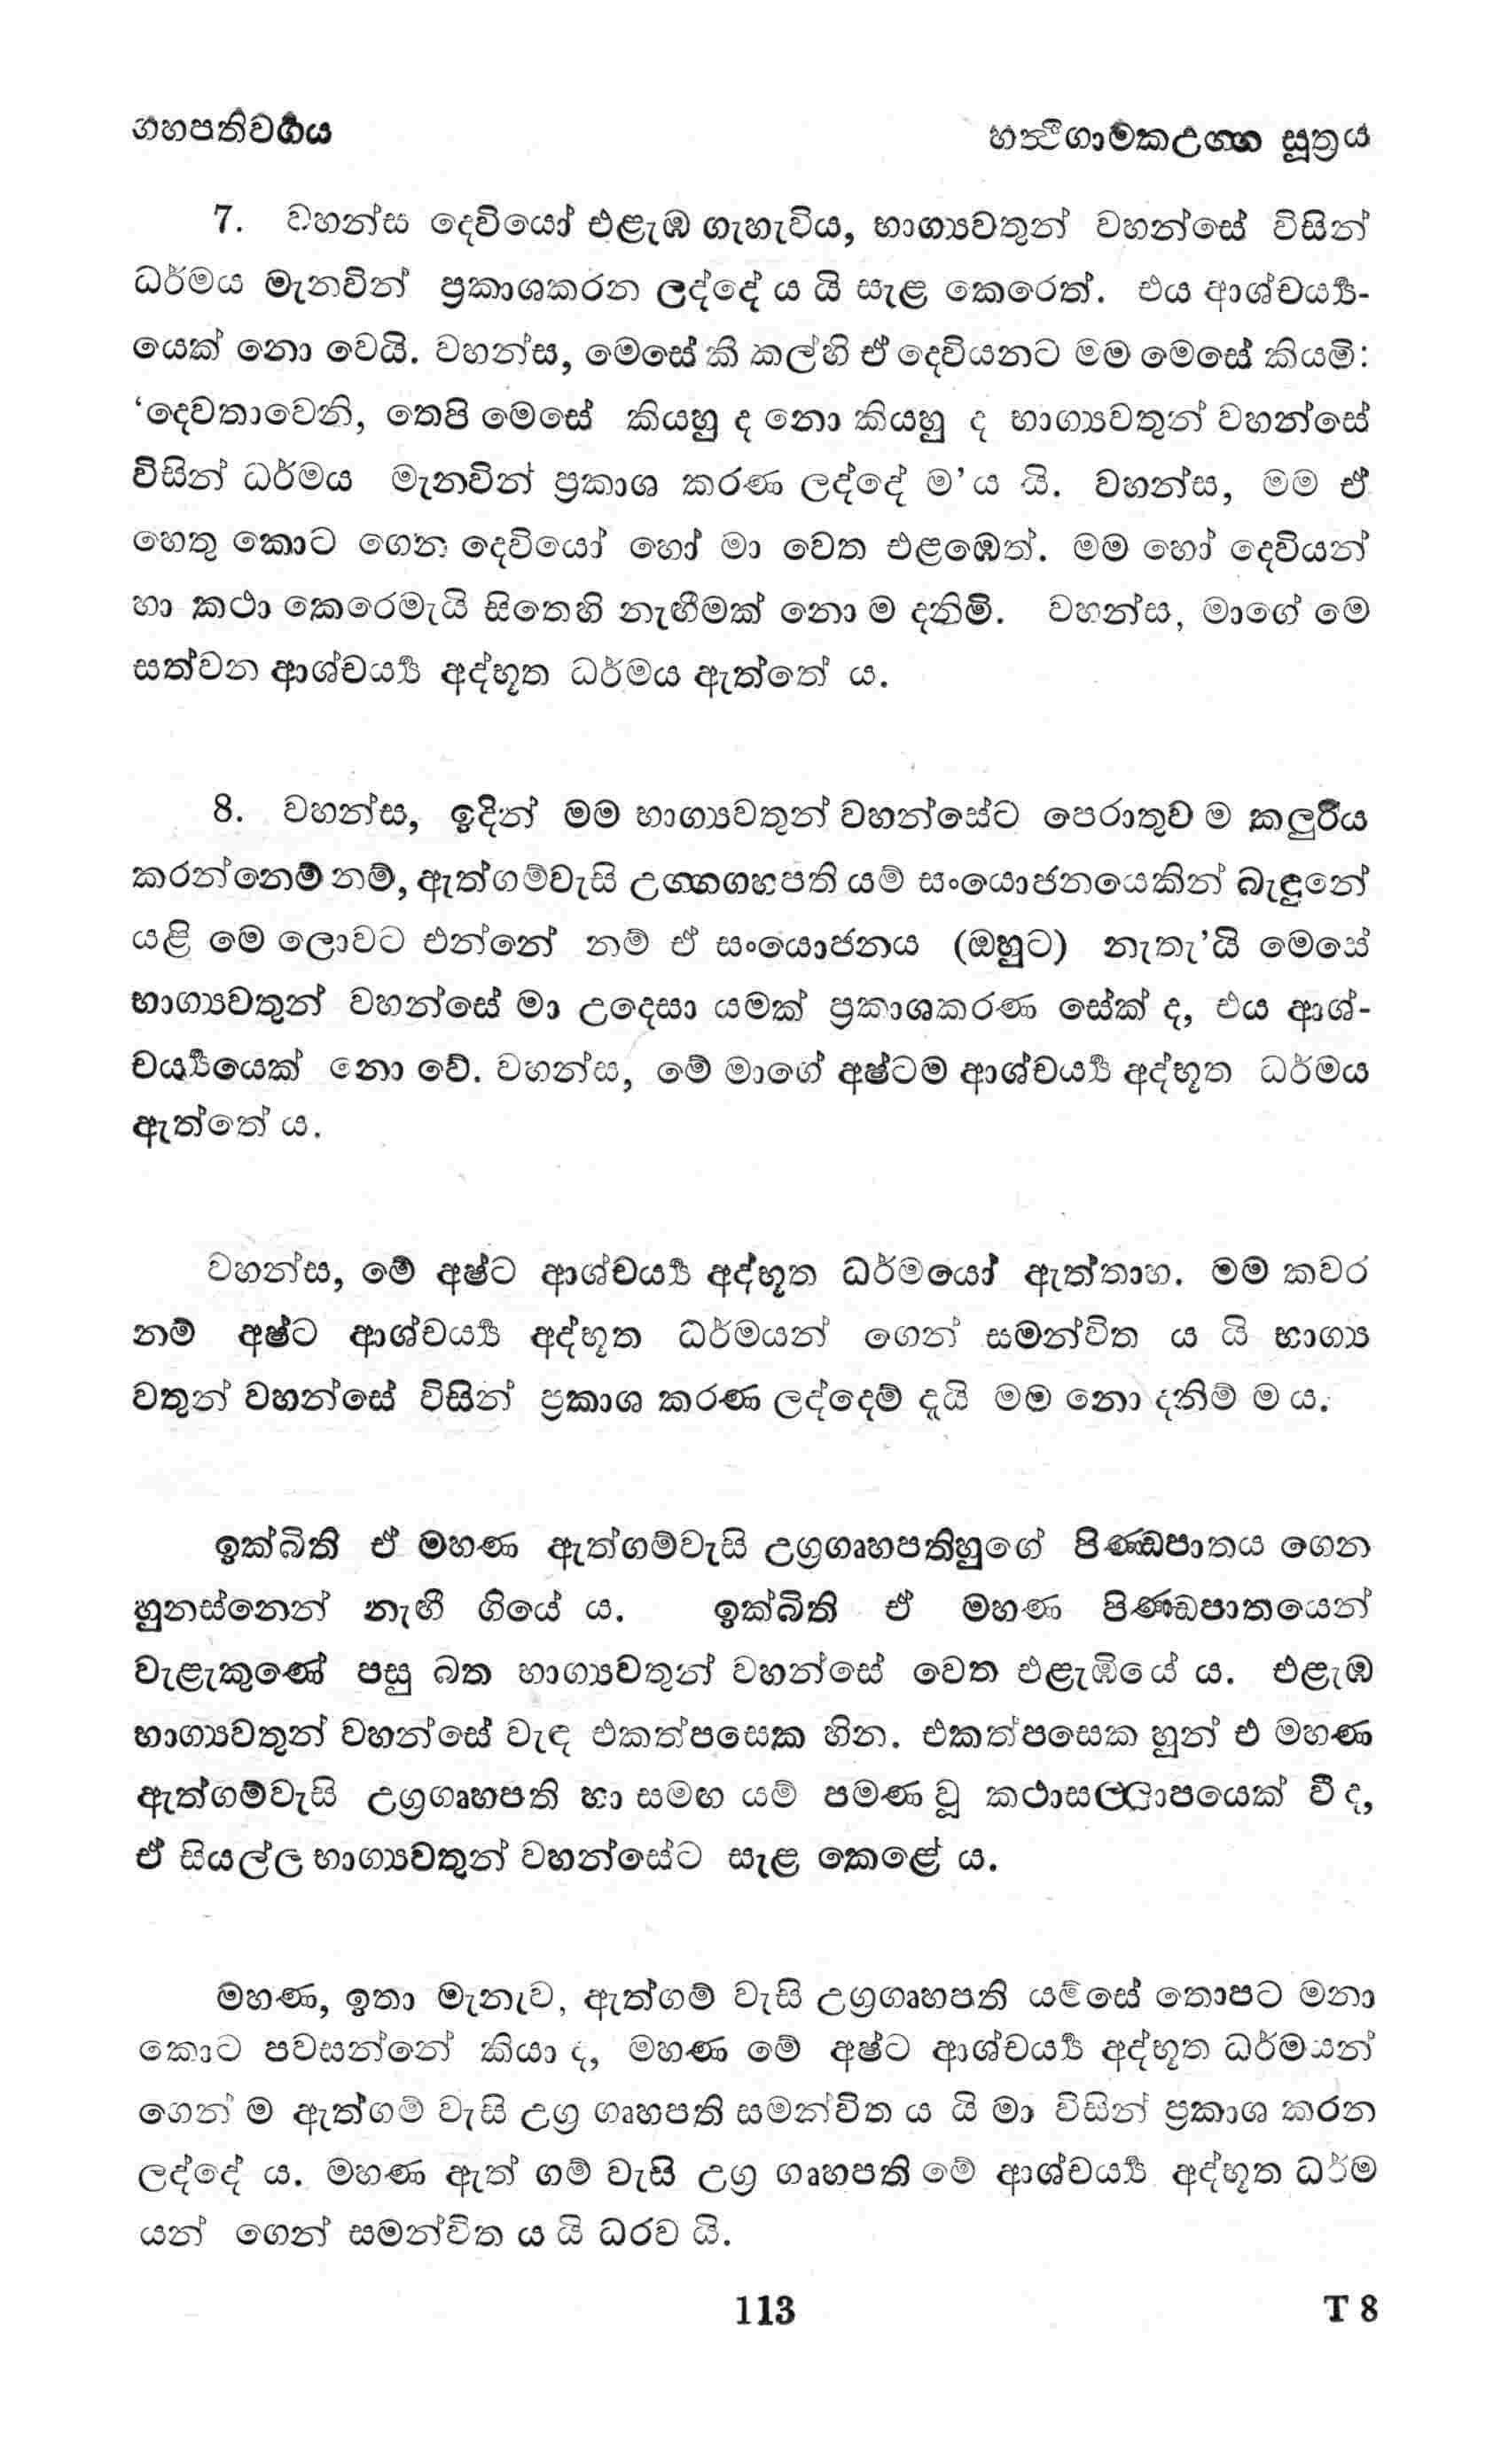 ගහපතිවර්‍ගය
හත්‍ථිගාමකඋග්‍ග සූත්‍රය
7. වහන්ස දෙවියෝ එළැඹ ගැහැවිය, භාග්‍යවතුන් වහන්සේ විසින්
ධර්මය මැනවින් ප්‍රකාශකරන ලද්දේ ය යි සැළ කෙරෙත්. එය ආශ්චර්‍ය්‍ය-
යෙක් නො වෙයි. වහන්ස, මෙසේ කී කල්හි ඒ දෙවියනට මම මෙසේ කියමි:
‘දෙවතාවෙනි, තෙපි මෙසේ කියහු ද නො කියහු ද භාග්‍යවතුන් වහන්සේ
විසින් ධර්මය මැනවින් ප්‍රකාශ කරණ ලද්දේ ම’ය යි. වහන්ස, මම ඒ
හෙතු කොට ගෙන දෙවියෝ හෝ මා වෙත එළඹෙත්. මම හෝ දෙවියන්
හා කථා කෙරෙමැයි සිතෙහි නැඟීමක් නො ම දනිමි. වහන්ස, මාගේ මෙ
සත්වන ආශ්චර්‍ය්‍ය අද්භූත ධර්මය ඇත්තේ ය.
8. වහන්ස, ඉදින් මම භාග්‍යවතුන් වහන්සේට පෙරාතුව ම කලුරිය
කරන්නෙම් නම්, ඇත්ගම්වැසි උග්‍ගගහපති යම් සංයොජනයෙකින් බැඳුනේ
යළි මෙ ලොවට එන්නේ නම් ඒ සංයොජනය (ඔහුට) නැතැ’යි මෙසේ
භාග්‍යවතුන් වහන්සේ මා උදෙසා යමක් ප්‍රකාශකරණ සේක් ද, එය ආශ්-
චර්‍ය්‍යයෙක් නො වේ. වහන්ස, මේ මාගේ අෂ්ටම ආශ්චර්‍ය්‍ය අද්භූත ධර්මය
ඇත්තේ ය.
වහන්ස, මේ අෂ්ට ආශ්චර්‍ය්‍ය අද්භූත ධර්මයෝ ඇත්තාහ. මම කවර
නම් අෂ්ට ආශ්චර්‍ය්‍ය අද්භූත ධර්මයන් ගෙන් සමන්විත ය යි භාග්‍ය
වතුන් වහන්සේ විසින් ප්‍රකාශ කරණ ලද්දෙම් දැයි මම නො දනිම් ම ය.
ඉක්බිති ඒ මහණ ඇත්ගම්වැසි උග්‍රගෘහපතිහුගේ පිණ්ඩපාතය ගෙන
හුනස්නෙන් නැඟී ගියේ ය. ඉක්බිති ඒ මහණ පිණ්ඩපාතයෙන්
වැළැකුණේ පසු බත භාග්‍යවතුන් වහන්සේ වෙත එළැඹියේ ය. එළැඹ
භාග්‍යවතුන් වහන්සේ වැඳ එකත්පසෙක හින. එකත්පසෙක හුන් එ මහණ
ඇත්ගම්වැසි උග්‍රගෘහපති හා සමඟ යම් පමණ වූ කථාසල්ලාපයෙක් වී ද,
ඒ සියල්ල භාග්‍යවතුන් වහන්සේට සැළ කෙළේ ය.
මහණ, ඉතා මැනැව, ඇත්ගම් වැසි උග්‍රගෘහපති යම්සේ තොපට මනා
කොට පවසන්නේ කියා ද, මහණ මේ අෂ්ට ආශ්චර්‍ය්‍ය අද්භූත ධර්මයන්
ගෙන් ම ඇත්ගම් වැසි උග්‍ර ගෘහපති සමන්විත ය යි මා විසින් ප්‍රකාශ කරන
ලද්දේ ය. මහණ ඇත් ගම් වැසි උග්‍ර ගෘහපති මේ ආශ්චර්‍ය්‍ය අද්භූත ධර්ම
යන් ගෙන් සමන්විත ය යි ධරව යි.
113
T 8